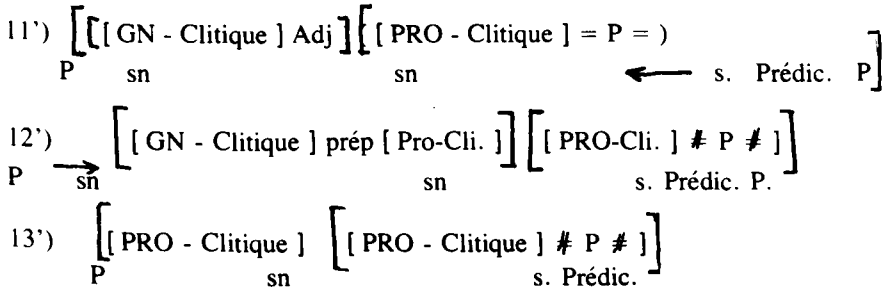 11') [[[ GN - Clitique ] Adj ] [[ PRO - Clitique ] = P = )
P sn sn ← s. Prédic. P]
12') [[ GN - Clitique ] prép [ Pro-Cli. ]] [[ PRO-Cli. ] # P # ]]
P → sn sn s. Prédic. P.
13') [[ PRO - Clitique ] [[ PRO - Clitique ] # P # ]]
P sn s. Prédic.